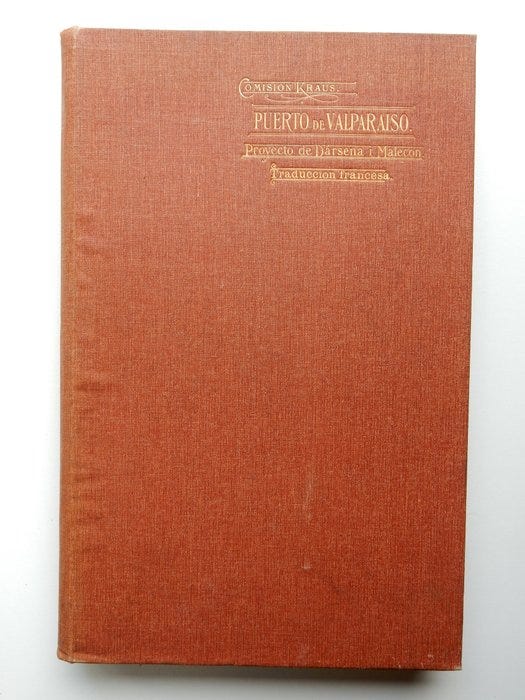 COMISION KRAUS.
PUERTO DE VALPARAISO.
Proyecto de Dársena i Malecon
Traduccion francesa.